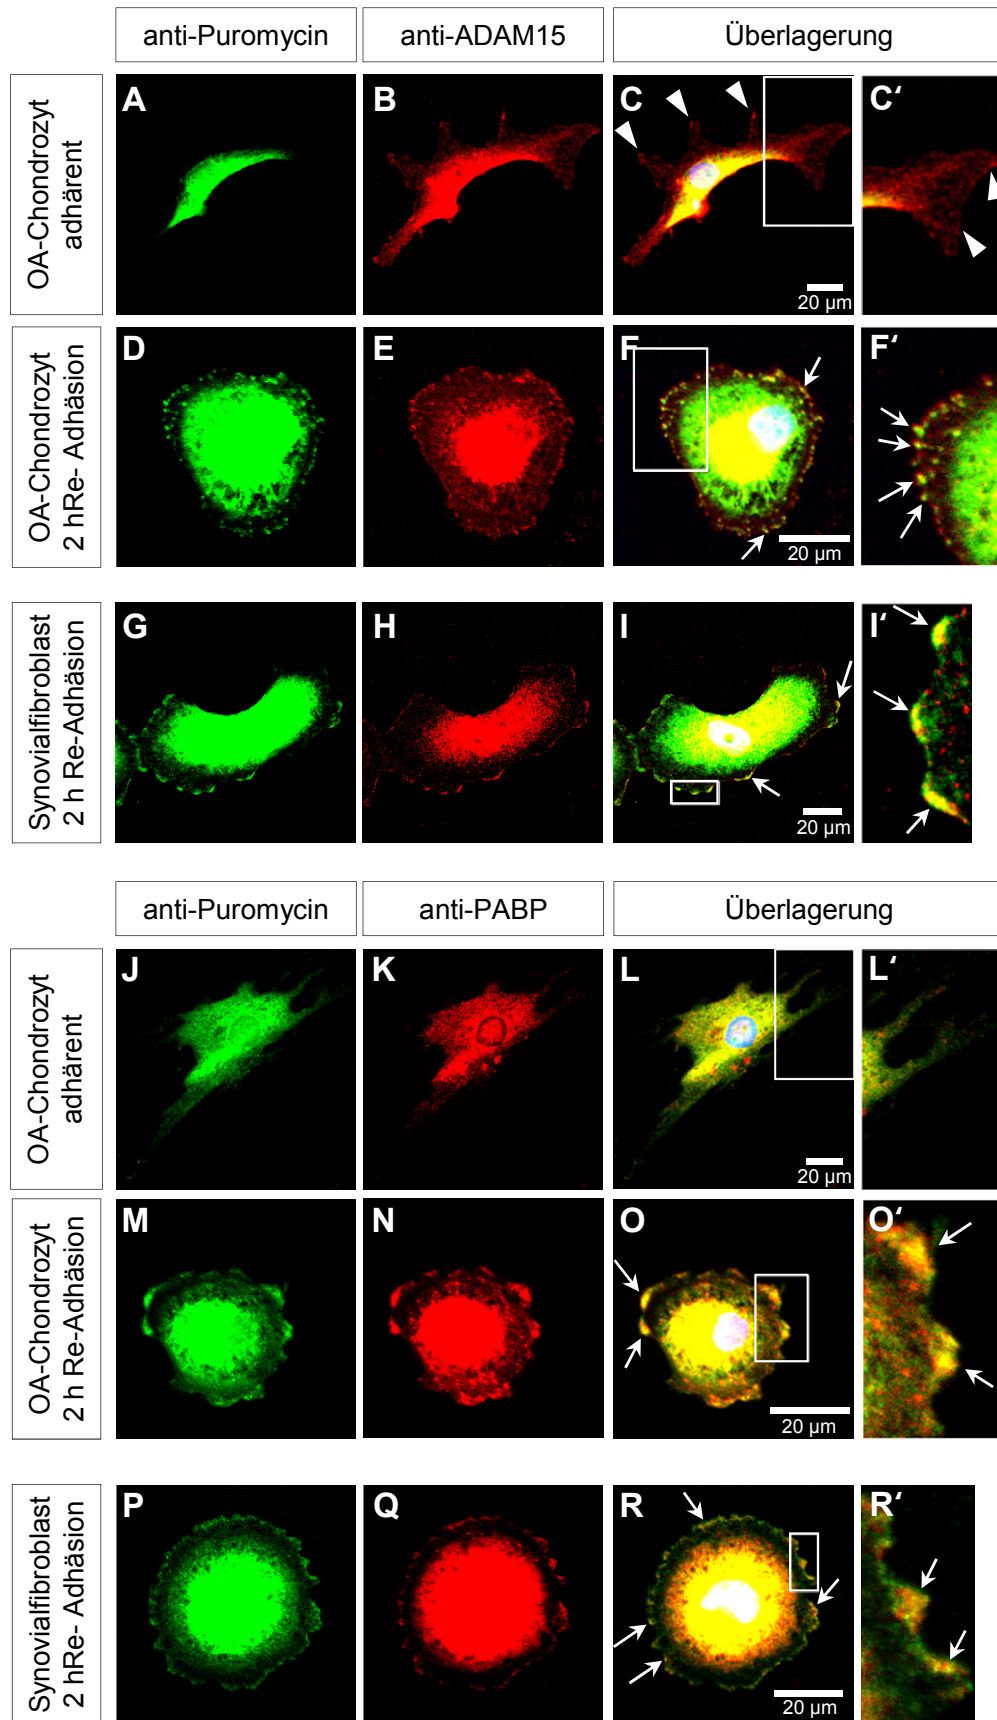 anti-Puromycin
anti-ADAM15
Überlagerung
OA-Chondrozyt
adhärent
A
B
C
C'
20 µm
OA-Chondrozyt
2 hRe- Adhäsion
D
E
F
F'
20 µm
Synovialfibroblast
2 h Re-Adhäsion
G
H
I
I'
20 µm
anti-Puromycin
anti-PABP
Überlagerung
OA-Chondrozyt
adhärent
J
K
L
L'
20 µm
OA-Chondrozyt
2 h Re-Adhäsion
M
N
O
O'
20 µm
Synovialfibroblast
2 hRe- Adhäsion
P
Q
R
R'
20 µm